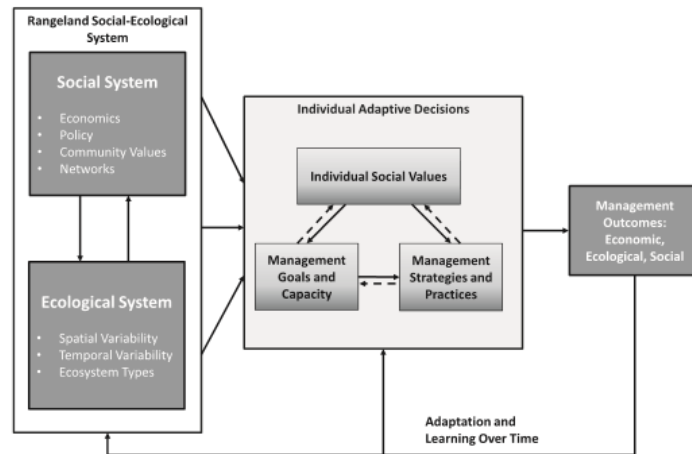 Rangeland Social-Ecological
System
Social System
• Economics
• Policy
• Community Values
• Networks
Ecological System
• Spatial Variability
• Temporal Variability
• Ecosystem Types
Individual Adaptive Decisions
Individual Social Values
Management
Goals and
Capacity
Management
Strategies and
Practices
Management
Outcomes:
Economic,
Ecological, Social
Adaptation and
Learning Over Time